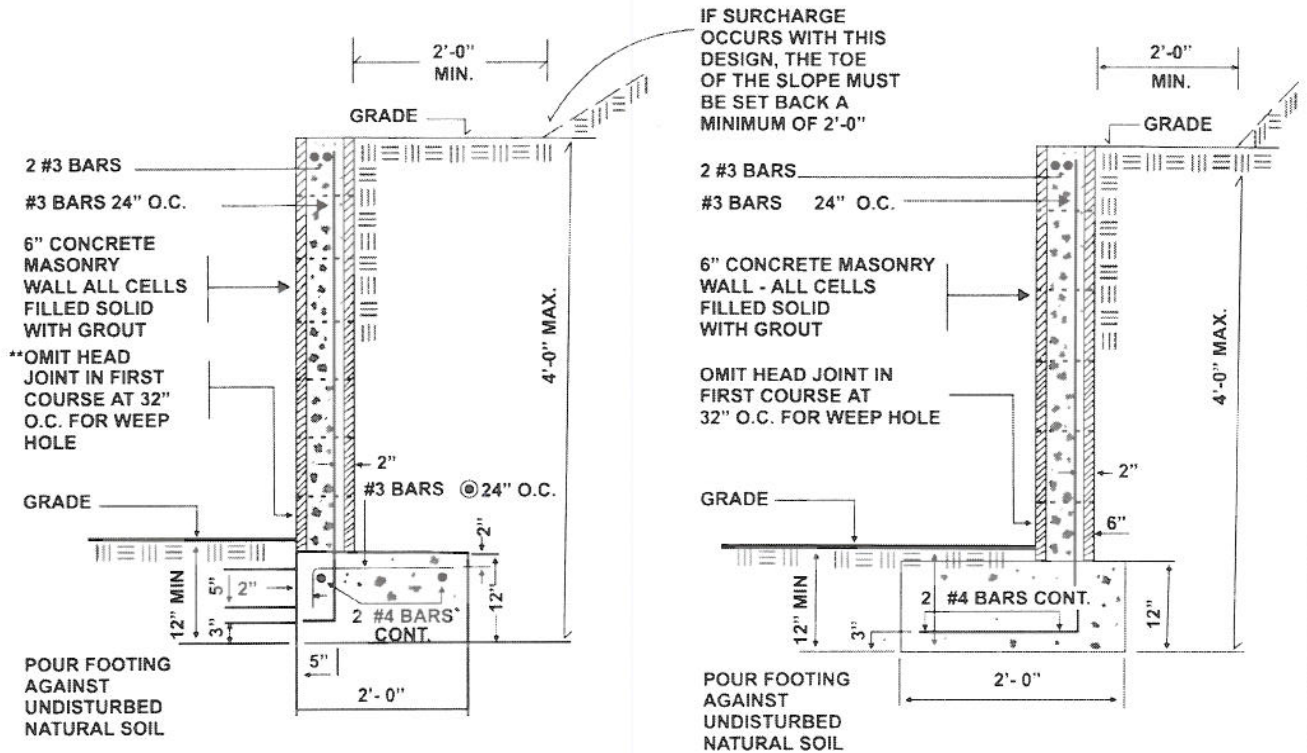 2'-0"
MIN.
GRADE
2 #3 BARS
#3 BARS 24" O.C.
6" CONCRETE
MASONRY
WALL ALL CELLS
FILLED SOLID
WITH GROUT
**OMIT HEAD
JOINT IN FIRST
COURSE AT 32"
O.C. FOR WEEP
HOLE
4'-0" MAX.
2"
#3 BARS 24" O.C.
GRADE
2"
12" MIN
5"
2"
3"
12"
2 #4 BARS*
CONT.
5"
2'- 0"
POUR FOOTING
AGAINST
UNDISTURBED
NATURAL SOIL
IF SURCHARGE
OCCURS WITH THIS
DESIGN, THE TOE
OF THE SLOPE MUST
BE SET BACK A
MINIMUM OF 2'-0"
2'-0"
MIN.
GRADE
2 #3 BARS
#3 BARS 24" O.C.
6" CONCRETE MASONRY
WALL - ALL CELLS
FILLED SOLID
WITH GROUT
OMIT HEAD JOINT IN
FIRST COURSE AT
32" O.C. FOR WEEP HOLE
4'-0" MAX.
2"
GRADE
6"
12" MIN
3"
2 #4 BARS CONT.
12"
2'- 0"
POUR FOOTING
AGAINST
UNDISTURBED
NATURAL SOIL